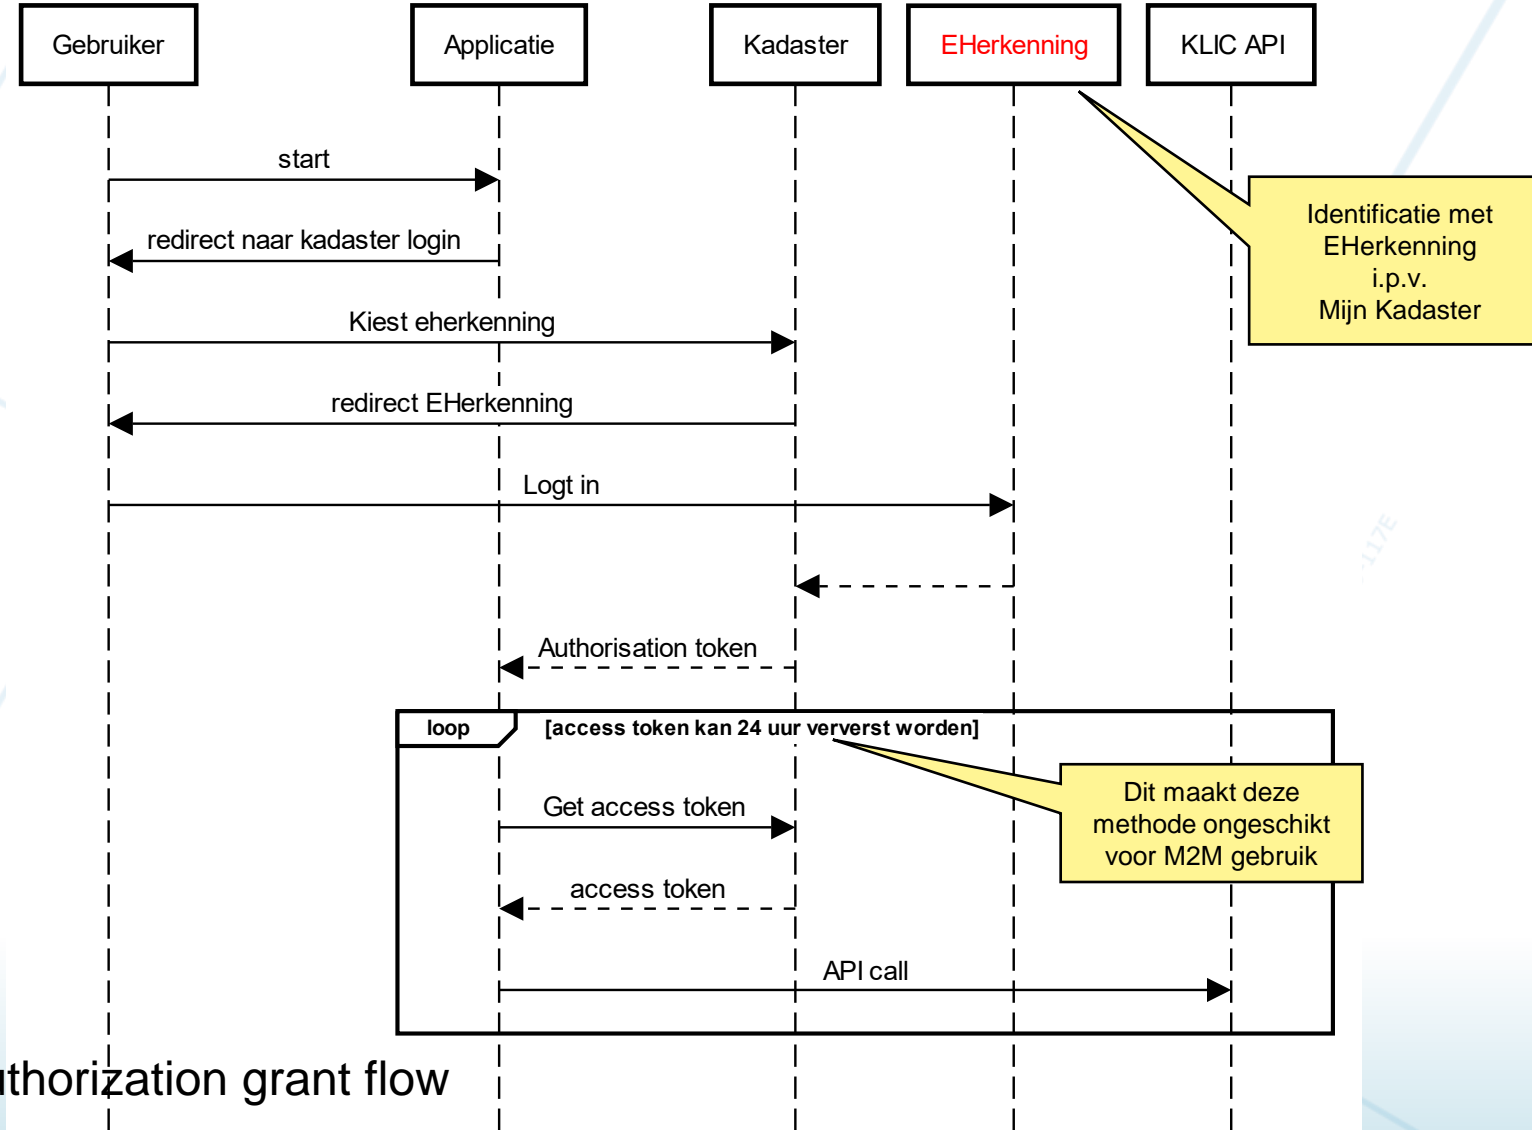 Gebruiker
Applicatie
Kadaster
EHerkenning
KLIC API
start
redirect naar kadaster login
Identificatie met
EHerkenning
i.p.v.
Mijn Kadaster
Kiest eherkenning
redirect EHerkenning
Logt in
117E
Authorisation token
loop
[access token kan 24 uur ververst worden]
Dit maakt deze
methode ongeschikt
voor M2M gebruik
Get access token
access token
API call
uthorization grant flow